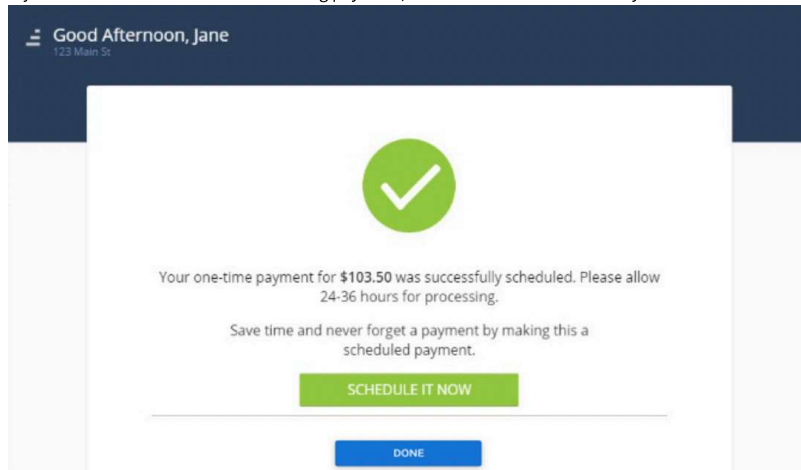 Good Afternoon, Jane
123 Main St
Your one-time payment for $103.50 was successfully scheduled. Please allow
24-36 hours for processing.
Save time and never forget a payment by making this a
scheduled payment.
SCHEDULE IT NOW
DONE